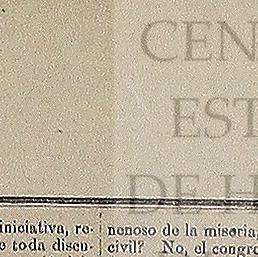 CEN
EST
DE H
iniciativa, re-
e toda discu-
nenoso de la miseria,
civil? No, el congre